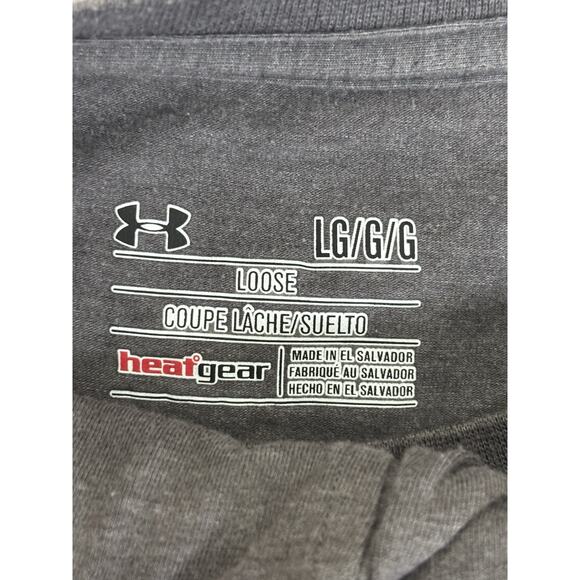 LG/G/G
LOOSE
COUPE LÂCHE/SUELTO
heatgear
MADE IN EL SALVADOR
FABRIQUÉ AU SALVADOR
HECHO EN EL SALVADOR